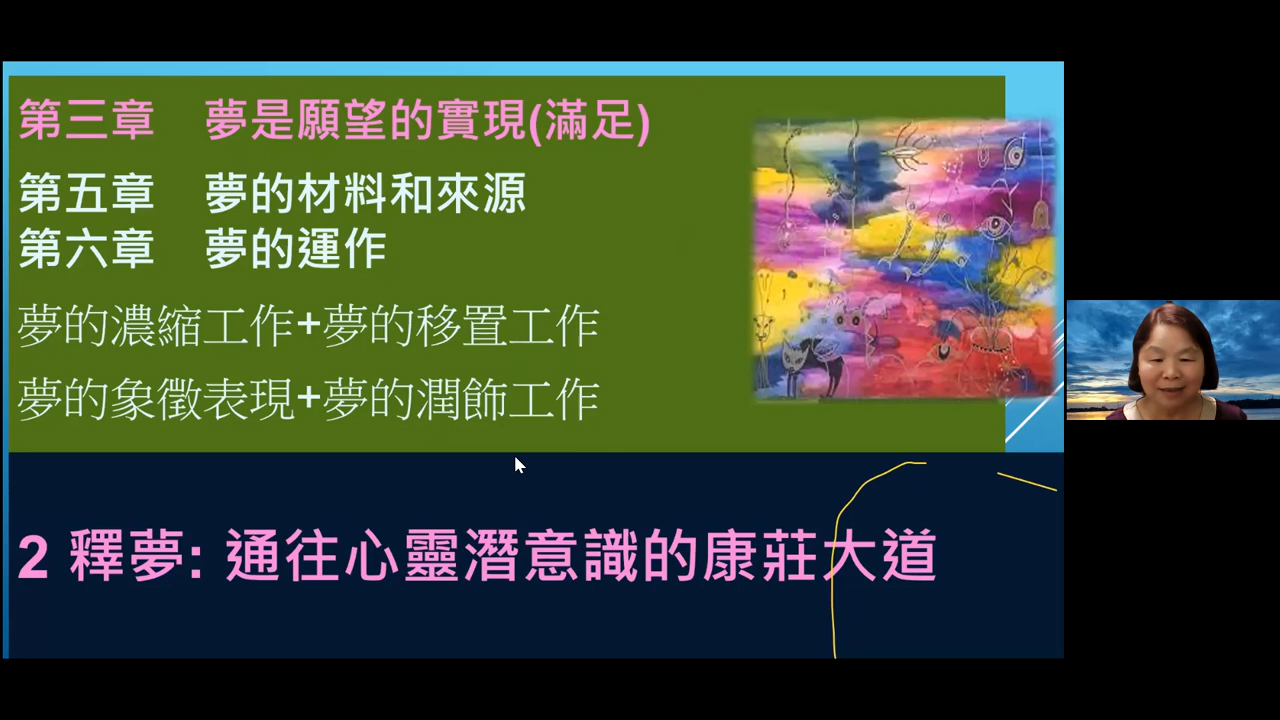 第三章　夢是願望的實現(滿足)
第五章　夢的材料和來源
第六章　夢的運作
夢的濃縮工作+夢的移置工作
夢的象徵表現+夢的潤飾工作
2 釋夢: 通往心靈潛意識的康莊大道